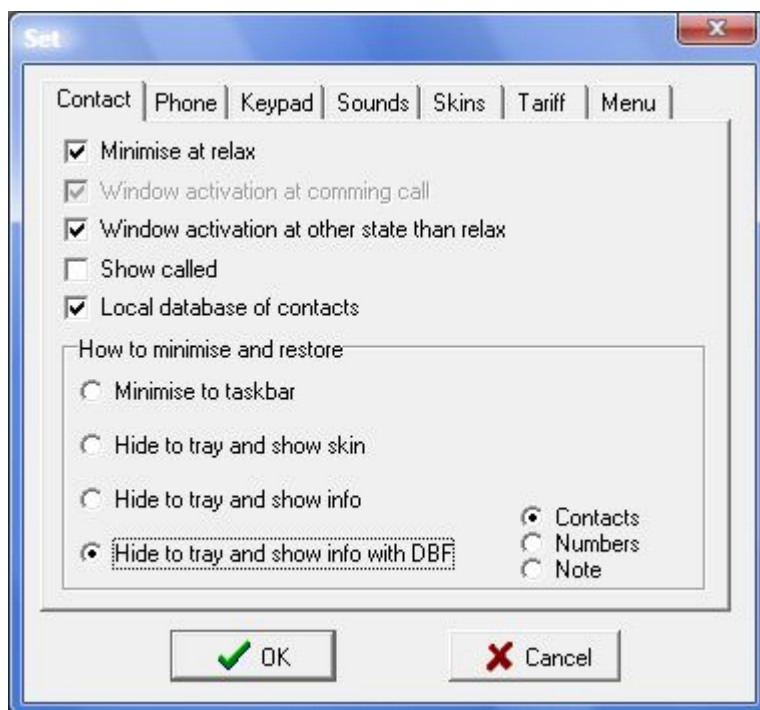 Set
Contact Phone Keypad Sounds Skins Tariff Menu
Minimise at relax
Window activation at comming call
Window activation at other state than relax
Show called
Local database of contacts
How to minimise and restore
Minimise to taskbar
Hide to tray and show skin
Hide to tray and show info
Contacts
Numbers
Hide to tray and show info with DBF
Note
OK Cancel